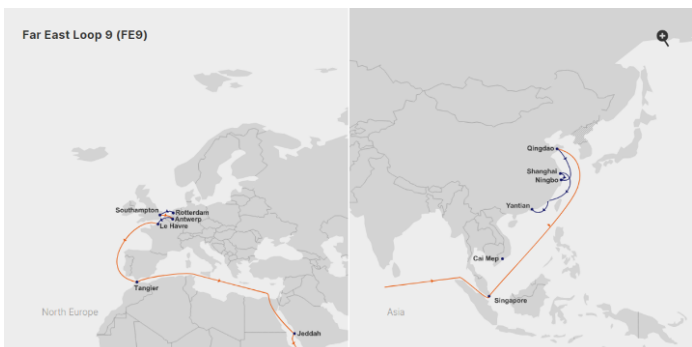 Far East Loop 9 (FE9)
Southampton
Rotterdam
Antwerp
Le Havre
Tangier
North Europe
Jeddah
Qingdao
Shanghai
Ningbo
Yantian
Cai Mep
Singapore
Asia